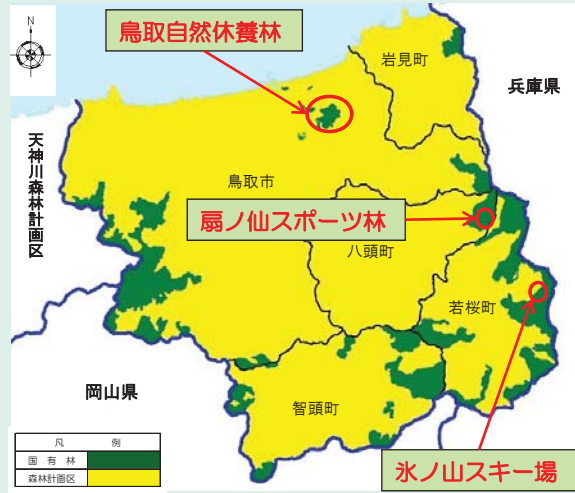 N
鳥取自然休養林
岩見町
兵庫県
天神川森林計画区
鳥取市
扇ノ仙スポーツ林
八頭町
若桜町
岡山県
智頭町
凡 例
国有林
森林計画区
氷ノ山スキー場